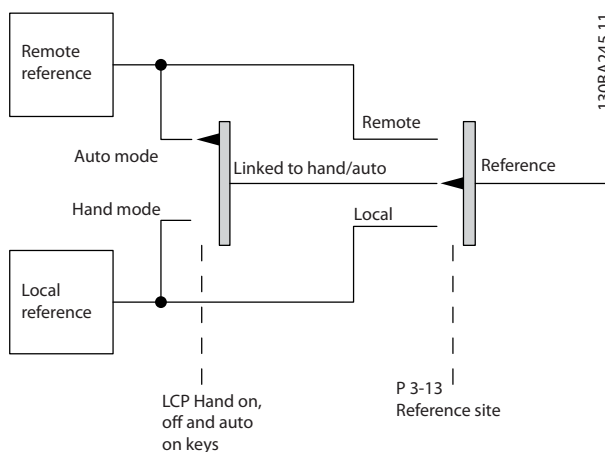 Remote
reference
130BA245.11
Remote
Auto mode
Linked to hand/auto
Reference
Hand mode
Local
Local
reference
LCP Hand on,
off and auto
on keys
P 3-13
Reference site